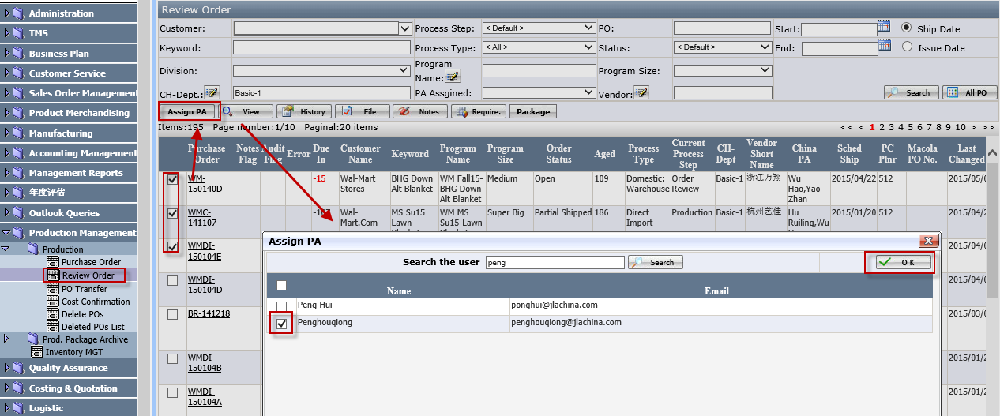 Administration
TMS
Business Plan
Customer Service
Sales Order Management
Product Merchandising
Manufacturing
Accounting Management
Management Reports
年度评估
Outlook Queries
Production Management
Production
Purchase Order
Review Order
PO Transfer
Cost Confirmation
Delete POs
Deleted POs List
Prod. Package Archive
Inventory MGT
Quality Assurance
Costing & Quotation
Logistic
Review Order
Customer: Process Step: < Default > PO: Start: Ship Date
Keyword: Process Type: < All > Status: < Default > End: Issue Date
Division: Program Name: Program Size:
CH-Dept.: Basic-1 PA Assgined: Vendor: Search All PO
Assign PA View History File Notes Require. Package
Items:195 Page number:1/10 Paginal:20 items << < 1 2 3 4 5 6 7 8 9 10 > >>
Purchase Order Notes Flag Audit Flag Error Due In Customer Name Keyword Program Name Program Size Order Status Aged Process Type Current Process Step CH-Dept Vendor Short Name China PA Sched Ship PC Plnr Macola PO No. Last Changed
WM-150140D -15 Wal-Mart Stores BHG Down Alt Blanket WM Fall15-BHG Down Alt Blanket Medium Open 109 Domestic: Warehouse Order Review Basic-1 浙江万翔 Wu Hao,Yao Zhan 2015/04/22 512 2015/05/
WMC-141107 Wal-Mart.Com MS Su15 Lawn WM MS Su15-Lawn Super Big Partial Shipped 186 Direct Import Production Basic-1 杭州艺佳 Hu Ruiling,Wu 2015/01/20 512 2015/04/
WMDI-150104E 2015/04/
WMDI-150104D 2015/04/
BR-141218 2015/03/
WMDI-150104B 2015/01/2
WMDI-150104A 2015/01/2
Assign PA
Search the user peng Search O K
Name Email
Peng Hui ponghui@jlachina.com
Penghouqiong penghouqiong@jlachina.com